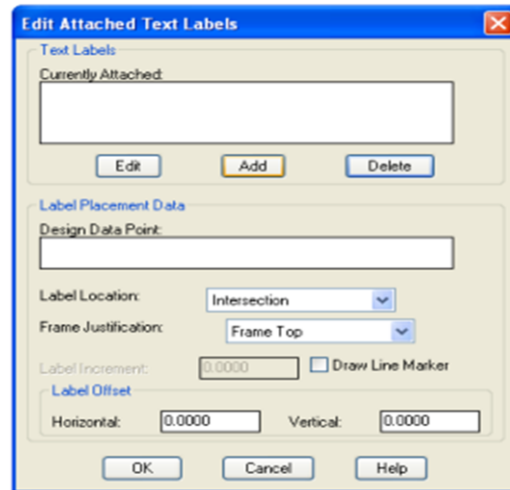 Edit Attached Text Labels
Text Labels
Currently Attached:
Edit Add Delete
Label Placement Data
Design Data Point:
Label Location: Intersection
Frame Justification: Frame Top
Label Increment: 0.0000 Draw Line Marker
Label Offset
Horizontal: 0.0000 Vertical: 0.0000
OK Cancel Help